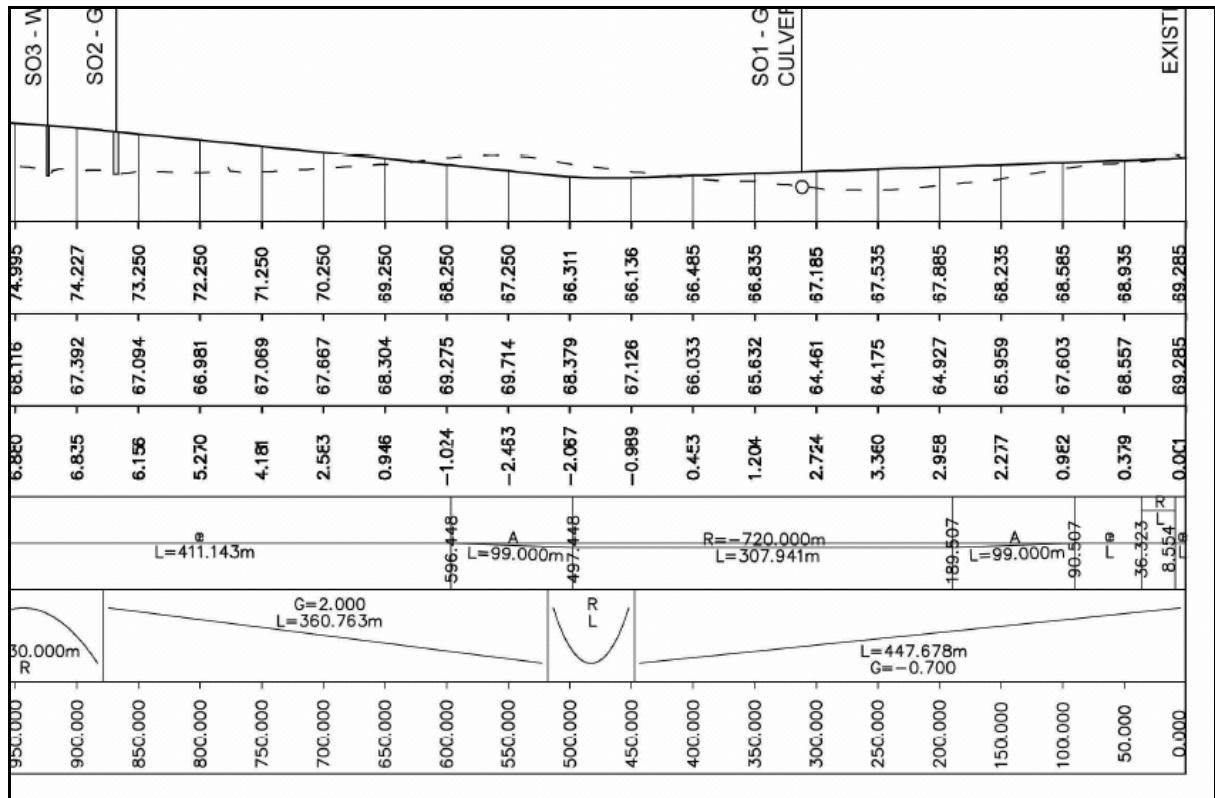 SO3 - W
SO2 - G
SO1 - G
CULVER
EXISTI
74.995 74.227 73.250 72.250 71.250 70.250 69.250 68.250 67.250 66.311 66.136 66.485 66.835 67.185 67.535 67.885 68.235 68.585 68.935 69.285
68.116 67.392 67.094 66.981 67.069 67.667 68.304 69.275 69.714 68.379 67.126 66.033 65.632 64.461 64.175 64.927 65.959 67.603 68.557 69.285
6.880 6.835 6.156 5.270 4.181 2.583 0.946 -1.024 -2.463 -2.067 -0.989 0.453 1.204 2.724 3.360 2.958 2.277 0.982 0.379 0.001
∞ 596.448 A 497.448 R=-720.000m 189.507 A 90.507 ∞ 36.323 R 8.554 ∞
L=411.143m L=99.000m L=307.941m L=99.000m L L L
30.000m
R
G=2.000
L=360.763m
R
L
L=447.678m
G=-0.700
950.000 900.000 850.000 800.000 750.000 700.000 650.000 600.000 550.000 500.000 450.000 400.000 350.000 300.000 250.000 200.000 150.000 100.000 50.000 0.000